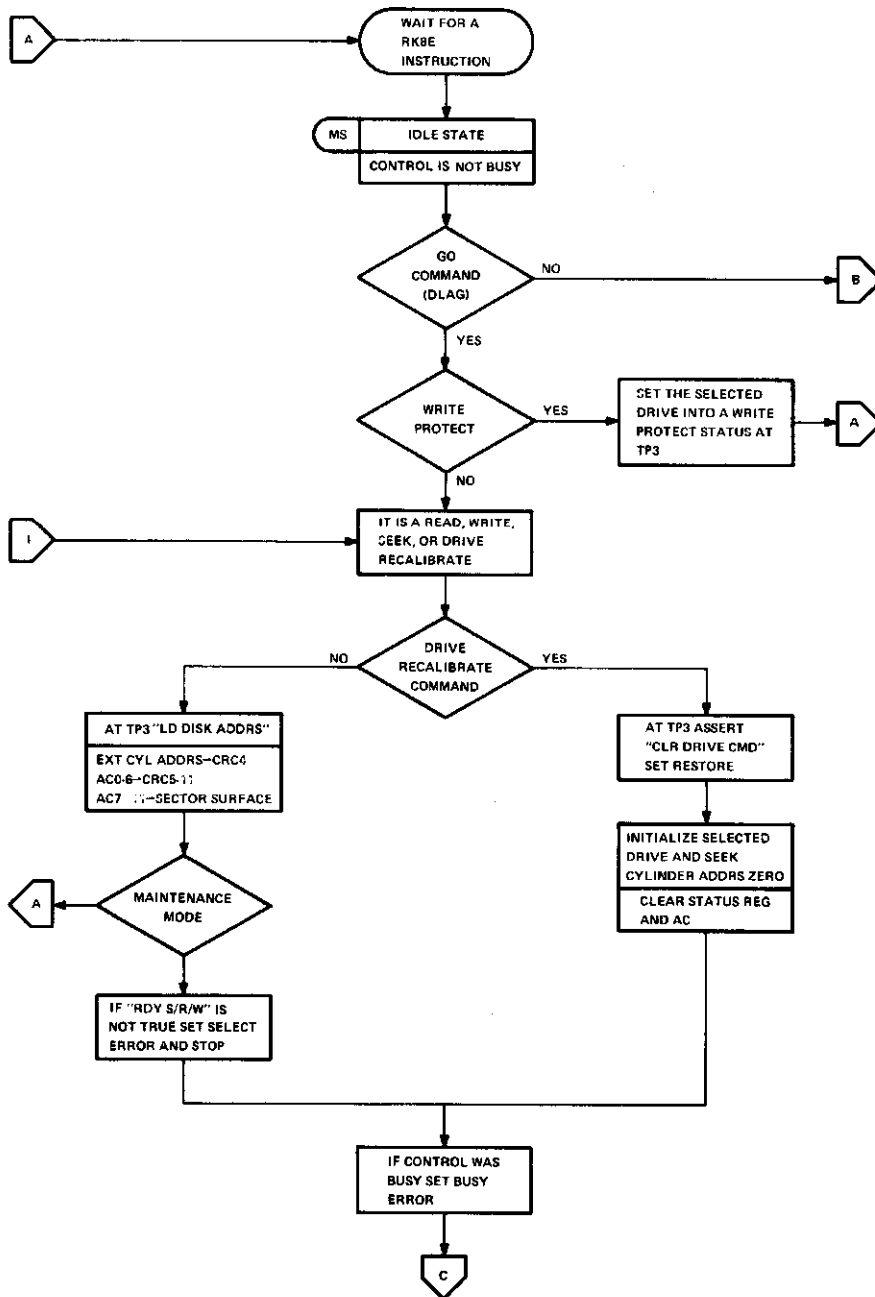 A
WAIT FOR A
RK8E
INSTRUCTION
MS
IDLE STATE
CONTROL IS NOT BUSY
GO
COMMAND
(DLAG)
NO
B
YES
WRITE
PROTECT
YES
SET THE SELECTED
DRIVE INTO A WRITE
PROTECT STATUS AT
TP3
A
NO
I
IT IS A READ, WRITE,
SEEK, OR DRIVE
RECALIBRATE
DRIVE
RECALIBRATE
COMMAND
NO
YES
AT TP3 "LD DISK ADDRS"
EXT CYL ADDRS→CRC4
AC0-6→CRC5-11
AC7 11→SECTOR SURFACE
AT TP3 ASSERT
"CLR DRIVE CMD"
SET RESTORE
INITIALIZE SELECTED
DRIVE AND SEEK
CYLINDER ADDRS ZERO
CLEAR STATUS REG
AND AC
A
MAINTENANCE
MODE
IF "RDY S/R/W" IS
NOT TRUE SET SELECT
ERROR AND STOP
IF CONTROL WAS
BUSY SET BUSY
ERROR
C